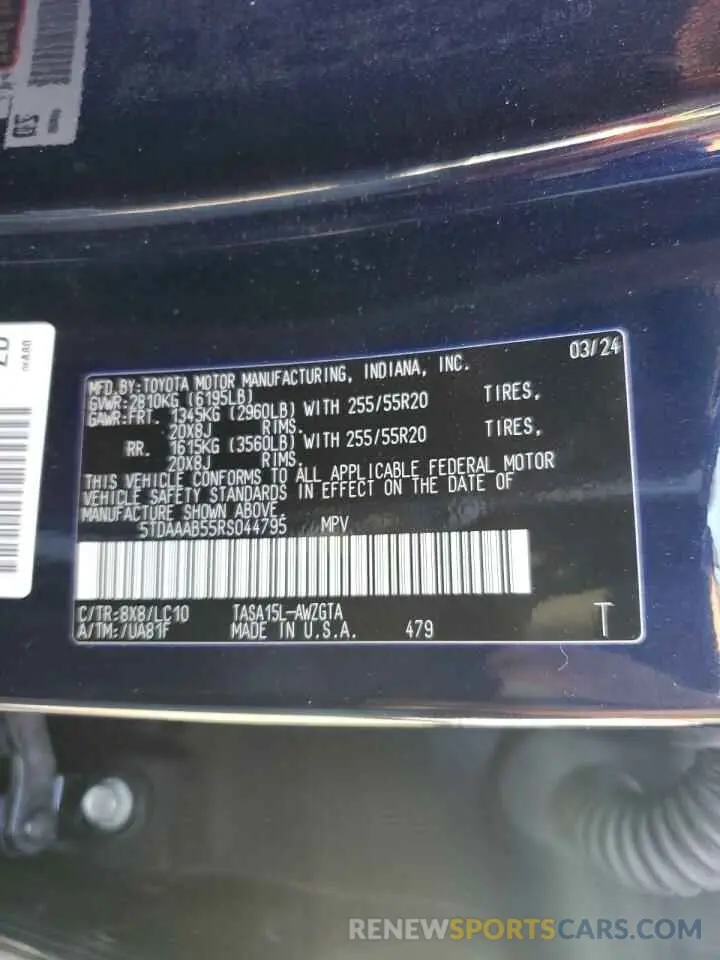 03/24
MFD.BY:TOYOTA MOTOR MANUFACTURING, INDIANA, INC.
GVWR:2810KG (6195LB)
GAWR:FRT. 1345KG (2960LB) WITH 255/55R20 TIRES,
20X8J RIMS.
RR. 1615KG (3560LB) WITH 255/55R20 TIRES,
20X8J RIMS.
THIS VEHICLE CONFORMS TO ALL APPLICABLE FEDERAL MOTOR
VEHICLE SAFETY STANDARDS IN EFFECT ON THE DATE OF
MANUFACTURE SHOWN ABOVE.
5TDAAAB55RS044795 MPV
C/TR:8X8/LC10 TASA15L-AWZGTA
A/TM:/UA81F MADE IN U.S.A. 479 T
RENEWSPORTSCARS.COM